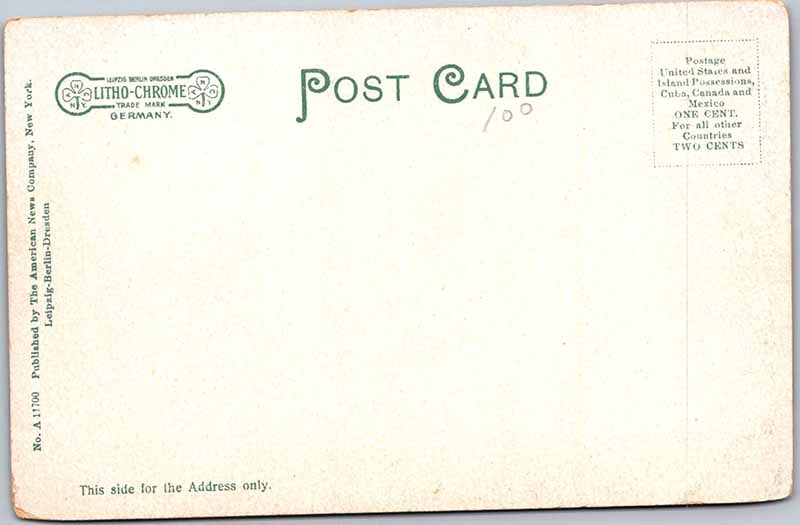 LEIPZIG BERLIN DRESDEN
LITHO-CHROME
TRADE MARK
GERMANY.
POST CARD
100
Postage
United States and
Island Possessions,
Cuba, Canada and
Mexico
ONE CENT.
For all other
Countries
TWO CENTS
No. A 11700 Published by The American News Company, New York.
Leipzig-Berlin-Dresden
This side for the Address only.